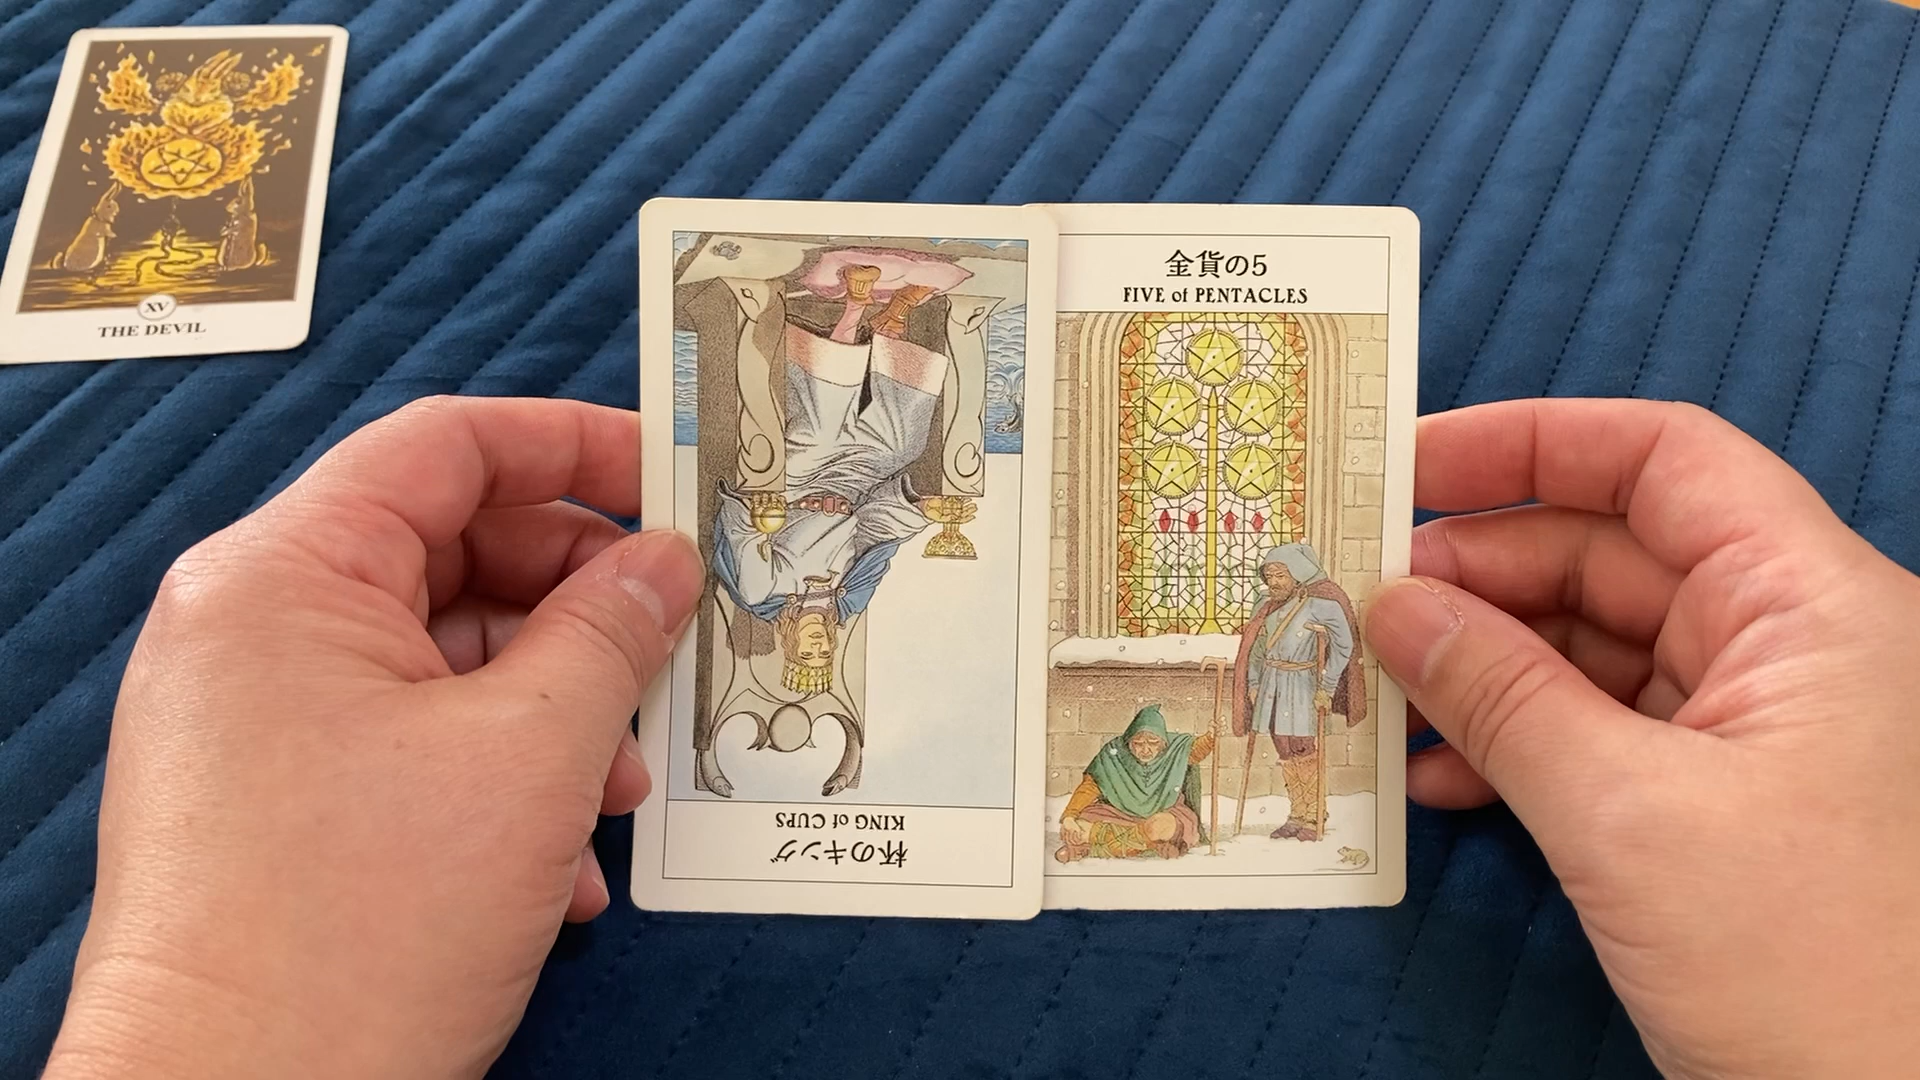 XV
THE DEVIL
杯のキング
KING of CUPS
金貨の5
FIVE of PENTACLES